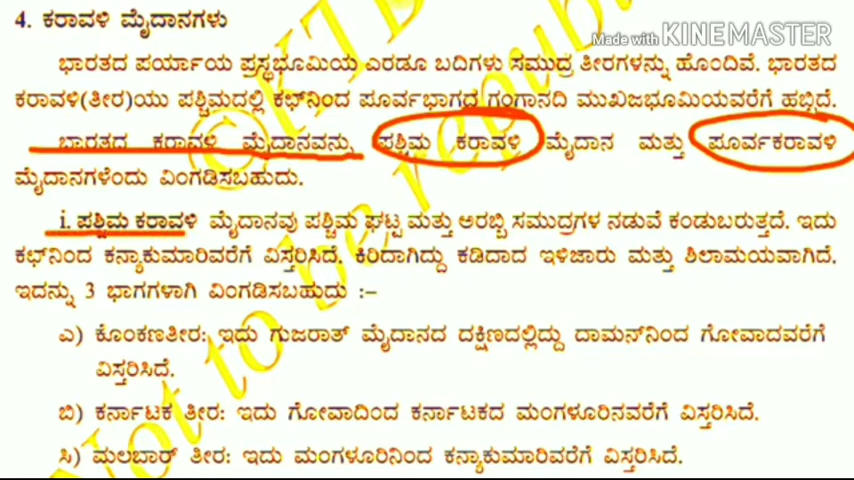 4. ಕರಾವಳಿ ಮೈದಾನಗಳು
Made with KINEMASTER
ಭಾರತದ ಪರ್ಯಾಯ ಪ್ರಸ್ಥಭೂಮಿಯ ಎರಡೂ ಬದಿಗಳು ಸಮುದ್ರ ತೀರಗಳನ್ನು ಹೊಂದಿವೆ. ಭಾರತದ
ಕರಾವಳಿ(ತೀರ)ಯು ಪಶ್ಚಿಮದಲ್ಲಿ ಕಛ್‌ನಿಂದ ಪೂರ್ವಭಾಗದ ಗಂಗಾನದಿ ಮುಖಜಭೂಮಿಯವರೆಗೆ ಹಬ್ಬಿದೆ.
ಭಾರತದ ಕರಾವಳಿ ಮೈದಾನವನ್ನು ಪಶ್ಚಿಮ ಕರಾವಳಿ ಮೈದಾನ ಮತ್ತು ಪೂರ್ವಕರಾವಳಿ
ಮೈದಾನಗಳೆಂದು ವಿಂಗಡಿಸಬಹುದು.
i. ಪಶ್ಚಿಮ ಕರಾವಳಿ ಮೈದಾನವು ಪಶ್ಚಿಮ ಘಟ್ಟ ಮತ್ತು ಅರಬ್ಬಿ ಸಮುದ್ರಗಳ ನಡುವೆ ಕಂಡುಬರುತ್ತದೆ. ಇದು
ಕಛ್‌ನಿಂದ ಕನ್ಯಾಕುಮಾರಿವರೆಗೆ ವಿಸ್ತರಿಸಿದೆ. ಕಿರಿದಾಗಿದ್ದು ಕಡಿದಾದ ಇಳಿಜಾರು ಮತ್ತು ಶಿಲಾಮಯವಾಗಿದೆ.
ಇದನ್ನು 3 ಭಾಗಗಳಾಗಿ ವಿಂಗಡಿಸಬಹುದು :–
ಎ) ಕೊಂಕಣತೀರ: ಇದು ಗುಜರಾತ್ ಮೈದಾನದ ದಕ್ಷಿಣದಲ್ಲಿದ್ದು ದಾಮನ್‌ನಿಂದ ಗೋವಾದವರೆಗೆ
ವಿಸ್ತರಿಸಿದೆ.
ಬಿ) ಕರ್ನಾಟಕ ತೀರ: ಇದು ಗೋವಾದಿಂದ ಕರ್ನಾಟಕದ ಮಂಗಳೂರಿನವರೆಗೆ ವಿಸ್ತರಿಸಿದೆ.
ಸಿ) ಮಲಬಾರ್ ತೀರ: ಇದು ಮಂಗಳೂರಿನಿಂದ ಕನ್ಯಾಕುಮಾರಿವರೆಗೆ ವಿಸ್ತರಿಸಿದೆ.
Not to be republi